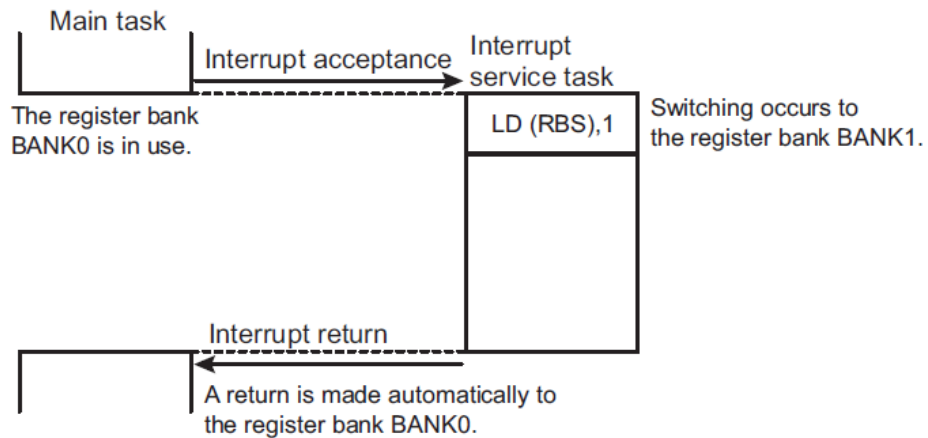 Main task
Interrupt acceptance
Interrupt
service task
The register bank
BANK0 is in use.
LD (RBS),1
Switching occurs to
the register bank BANK1.
Interrupt return
A return is made automatically to
the register bank BANK0.